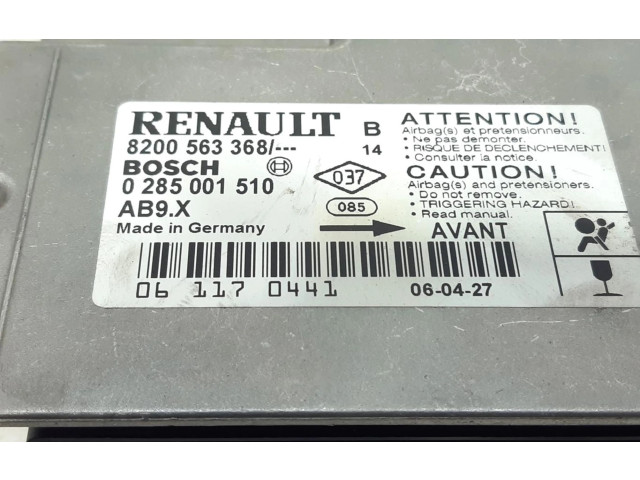 RENAULT B
8200 563 368/--- 14
BOSCH
0 285 001 510
037
AB9.X
085
Made in Germany
AVANT
06 117 0441
06-04-27
ATTENTION!
Airbag(s) et pretensionneurs.
• Ne pas demonter.
• RISQUE DE DECLENCHEMENT!
• Consulter la notice.
CAUTION!
Airbag(s) and pretensioners.
• Do not remove.
• TRIGGERING HAZARD!
• Read manual.